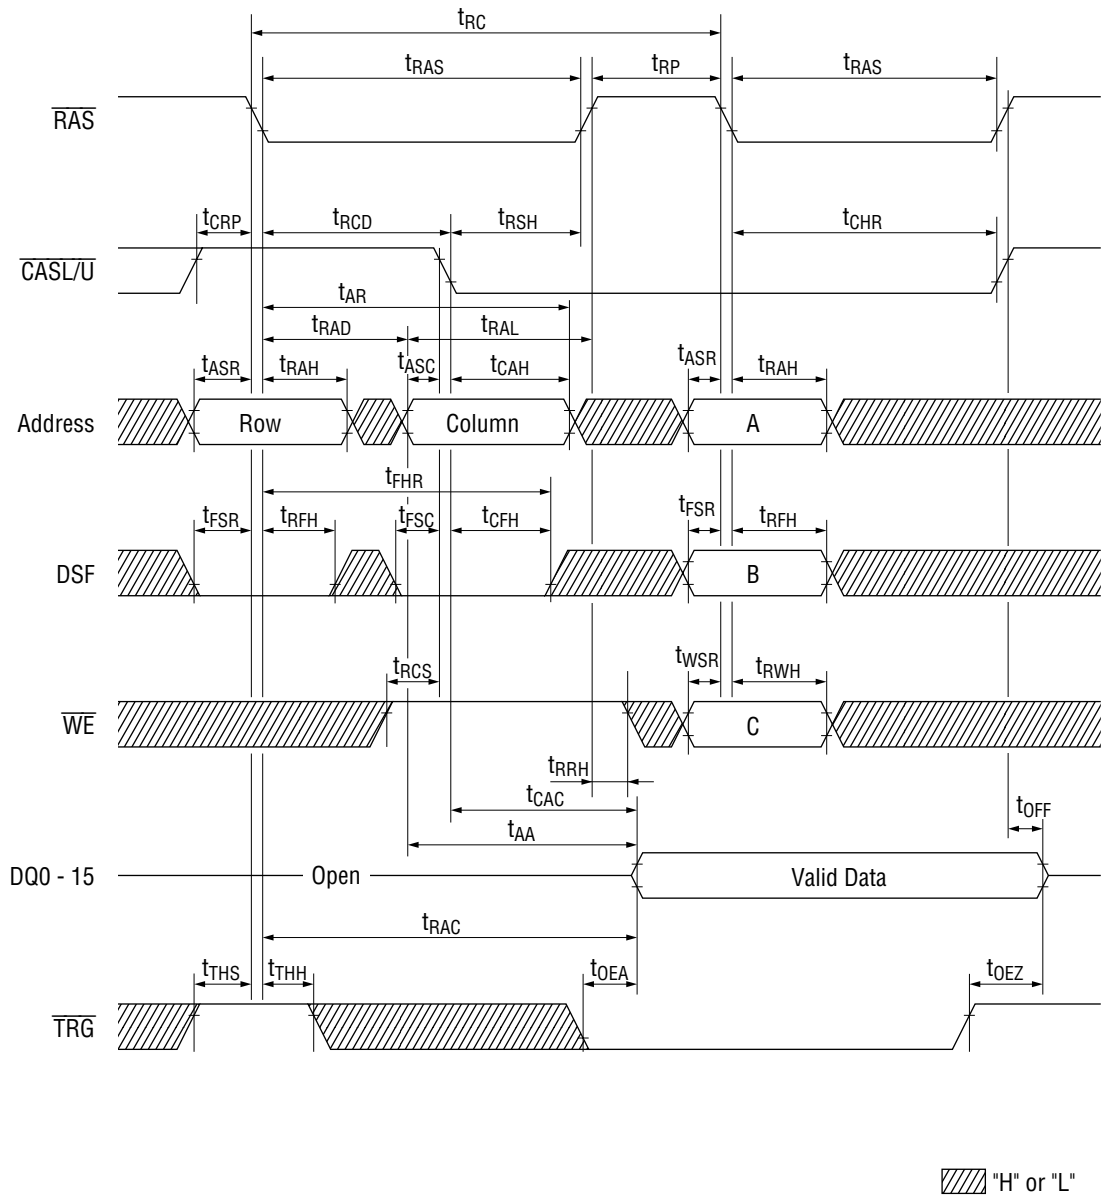 tRC
tRAS tRP tRAS
RAS
tCRP tRCD tRSH tCHR
CASL/U
tAR
tRAD tRAL
tASR tRAH tASC tCAH tASR tRAH
Address Row Column A
tFHR
tFSR tRFH tFSC tCFH tFSR tRFH
DSF B
tRCS tWSR tRWH
WE C
tRRH
tCAC tOFF
tAA
DQ0 - 15 Open Valid Data
tRAC
tTHS tTHH tOEA tOEZ
TRG
"H" or "L"